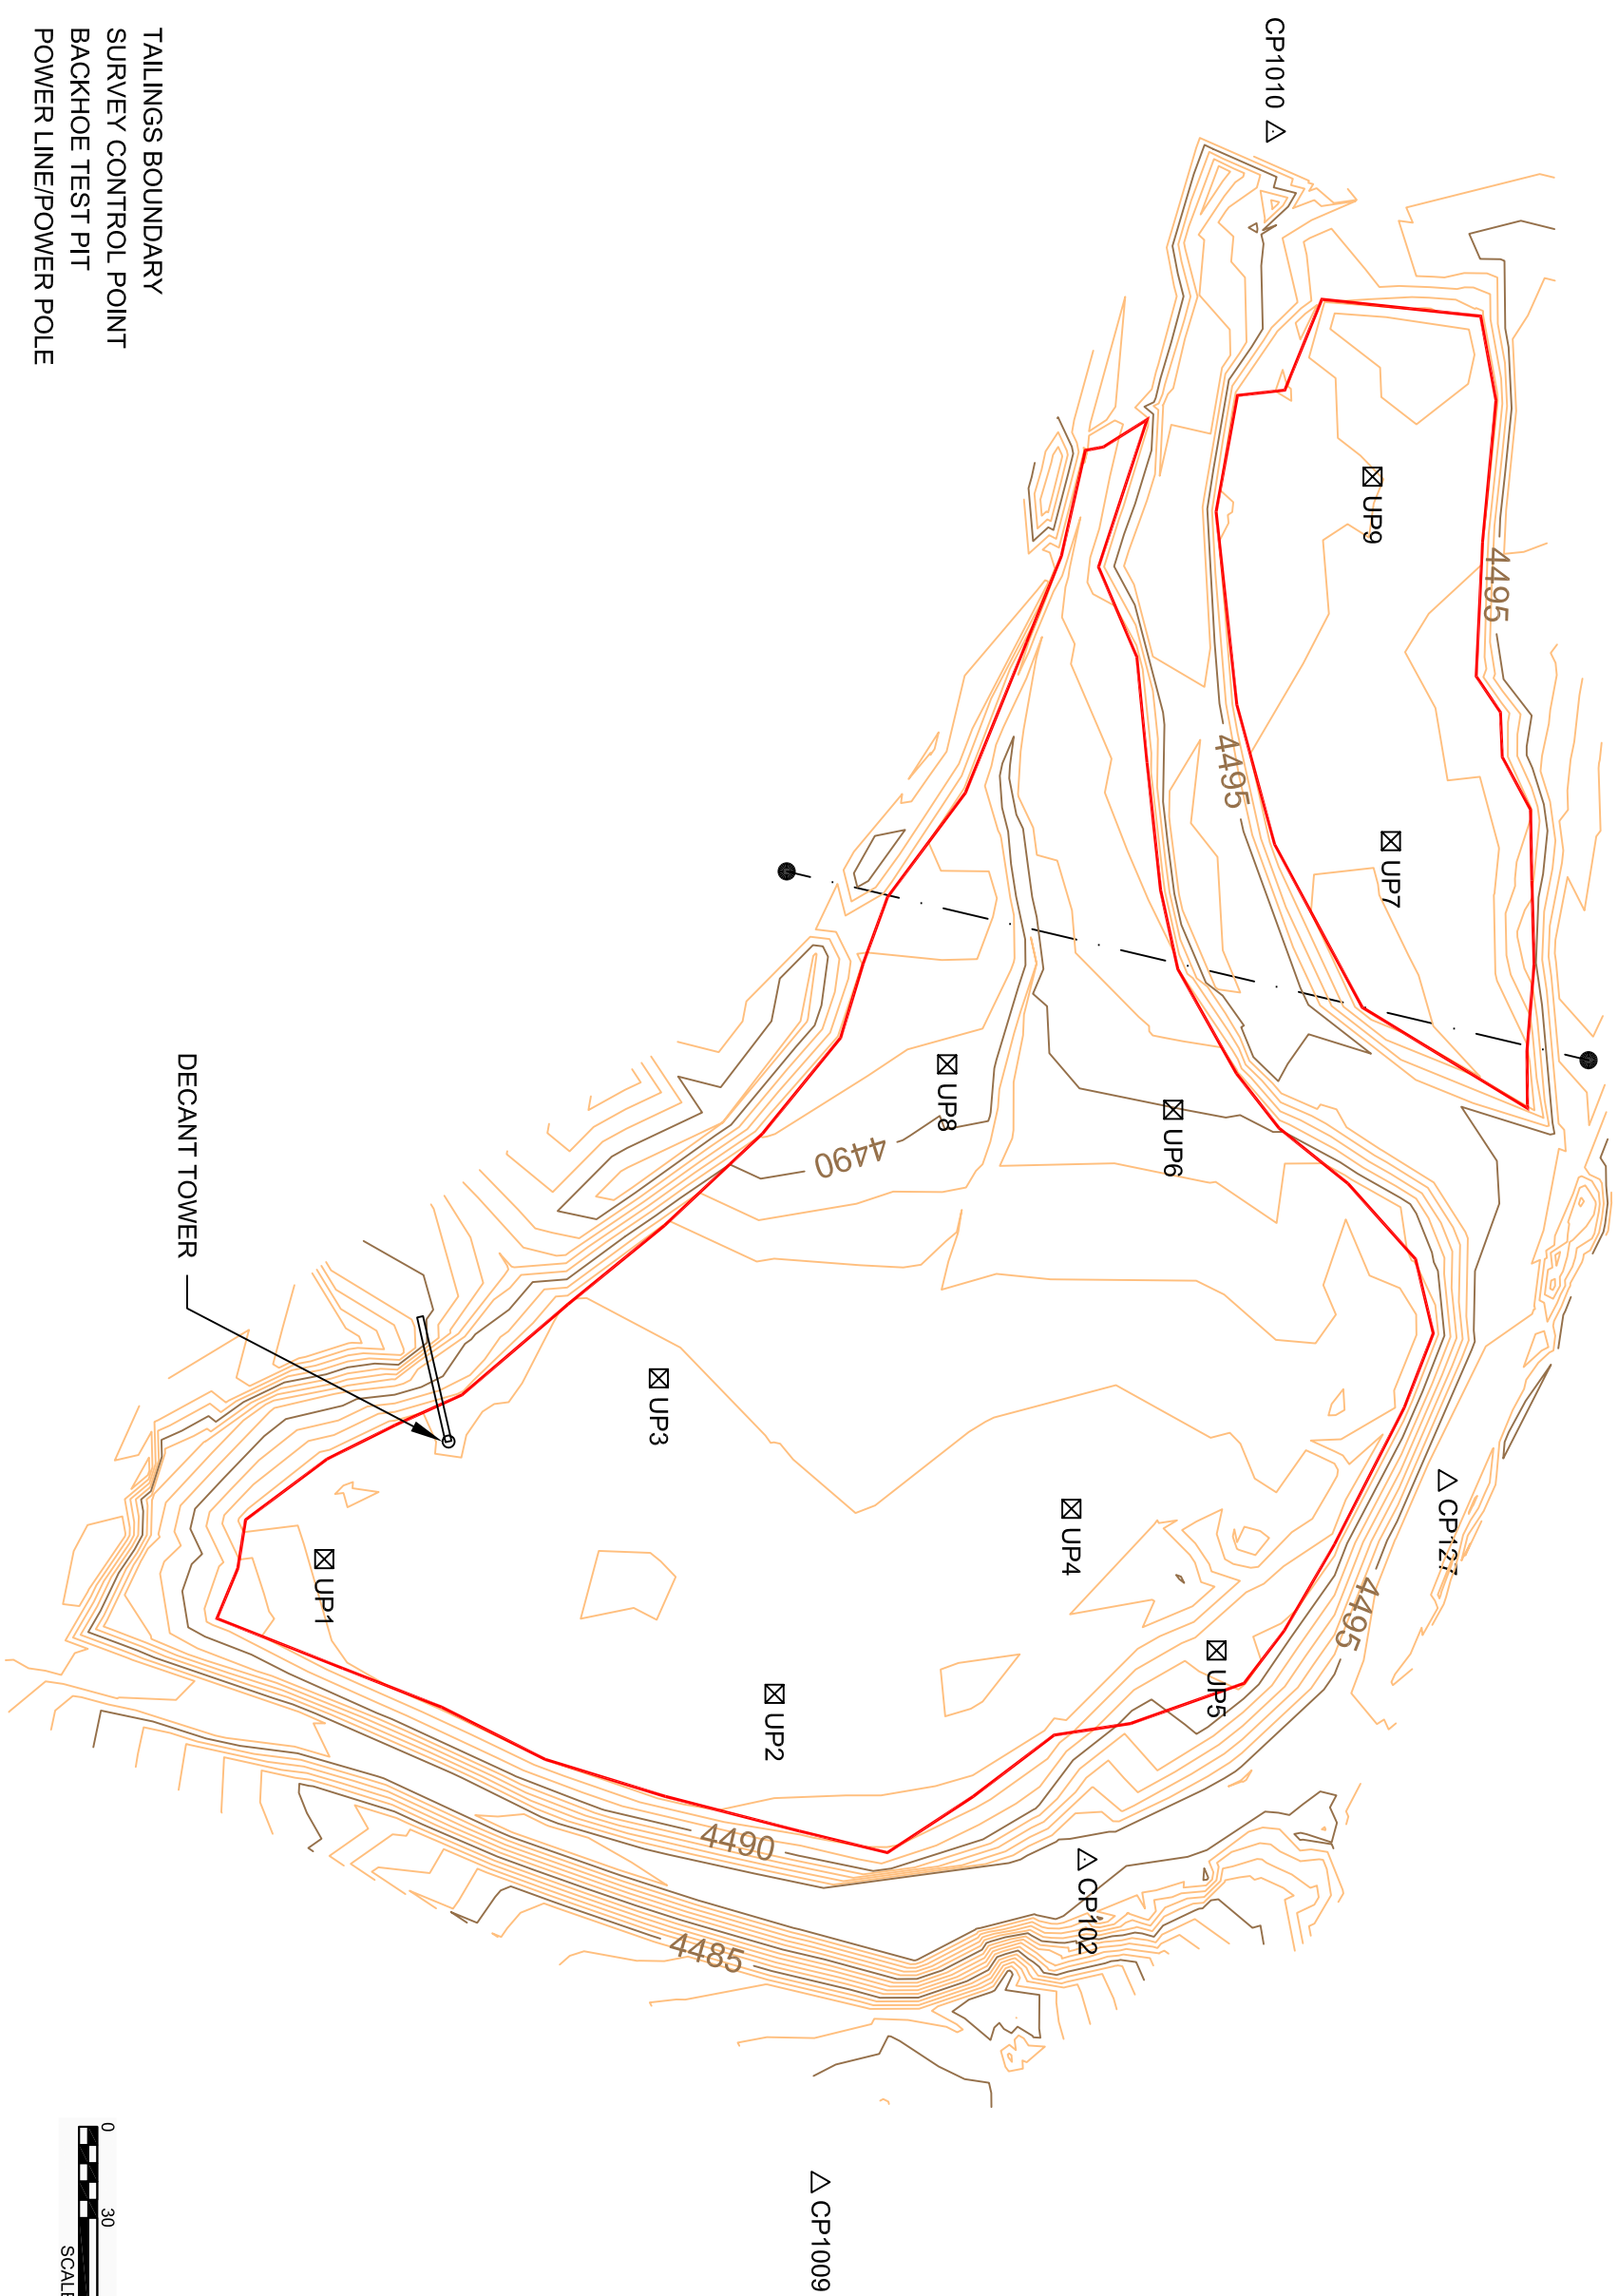 TAILINGS BOUNDARY
SURVEY CONTROL POINT
BACKHOE TEST PIT
POWER LINE/POWER POLE
CP1010
UP9
4495
4495
UP7
UP8
UP6
4490
DECANT TOWER
UP3
UP4
CP127
UP1
4495
UP5
UP2
4490
CP102
4485
CP1009
0
30
SCALE